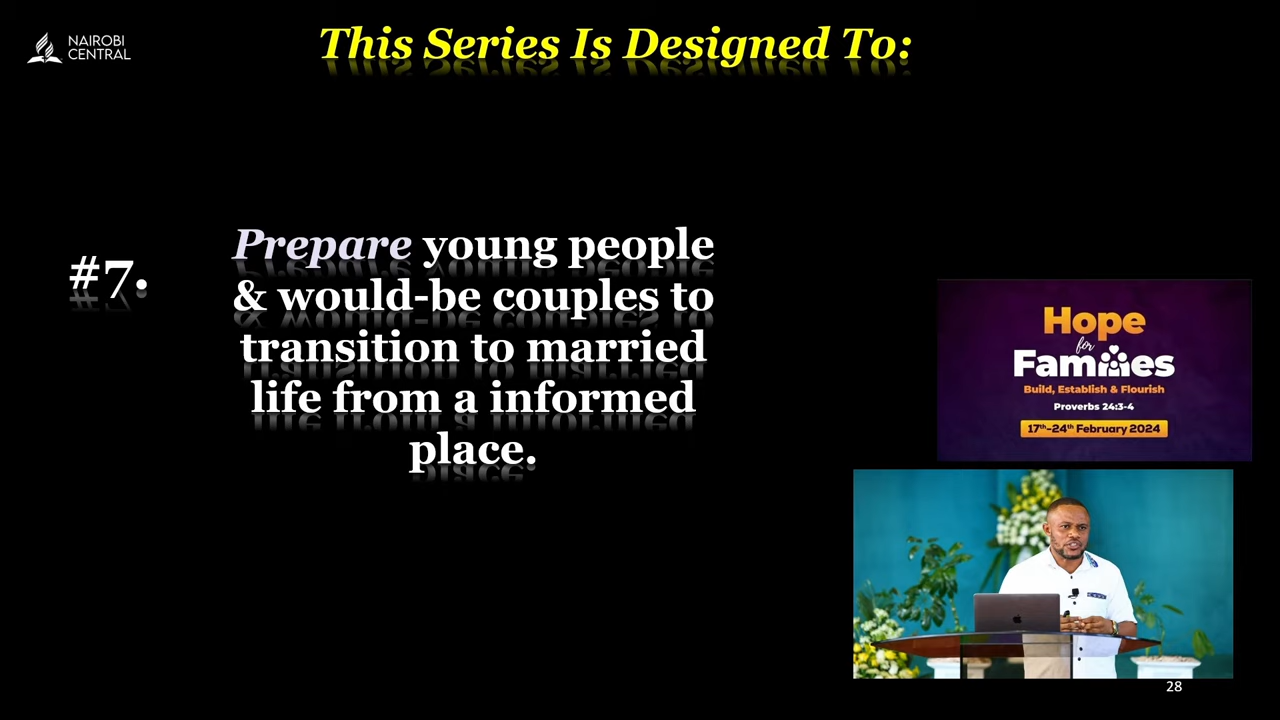 NAIROBI
CENTRAL
This Series Is Designed To:
#7.
Prepare young people
& would-be couples to
transition to married
life from a informed
place.
Hope
for
Families
Build, Establish & Flourish
Proverbs 24:3-4
17th-24th February 2024
28